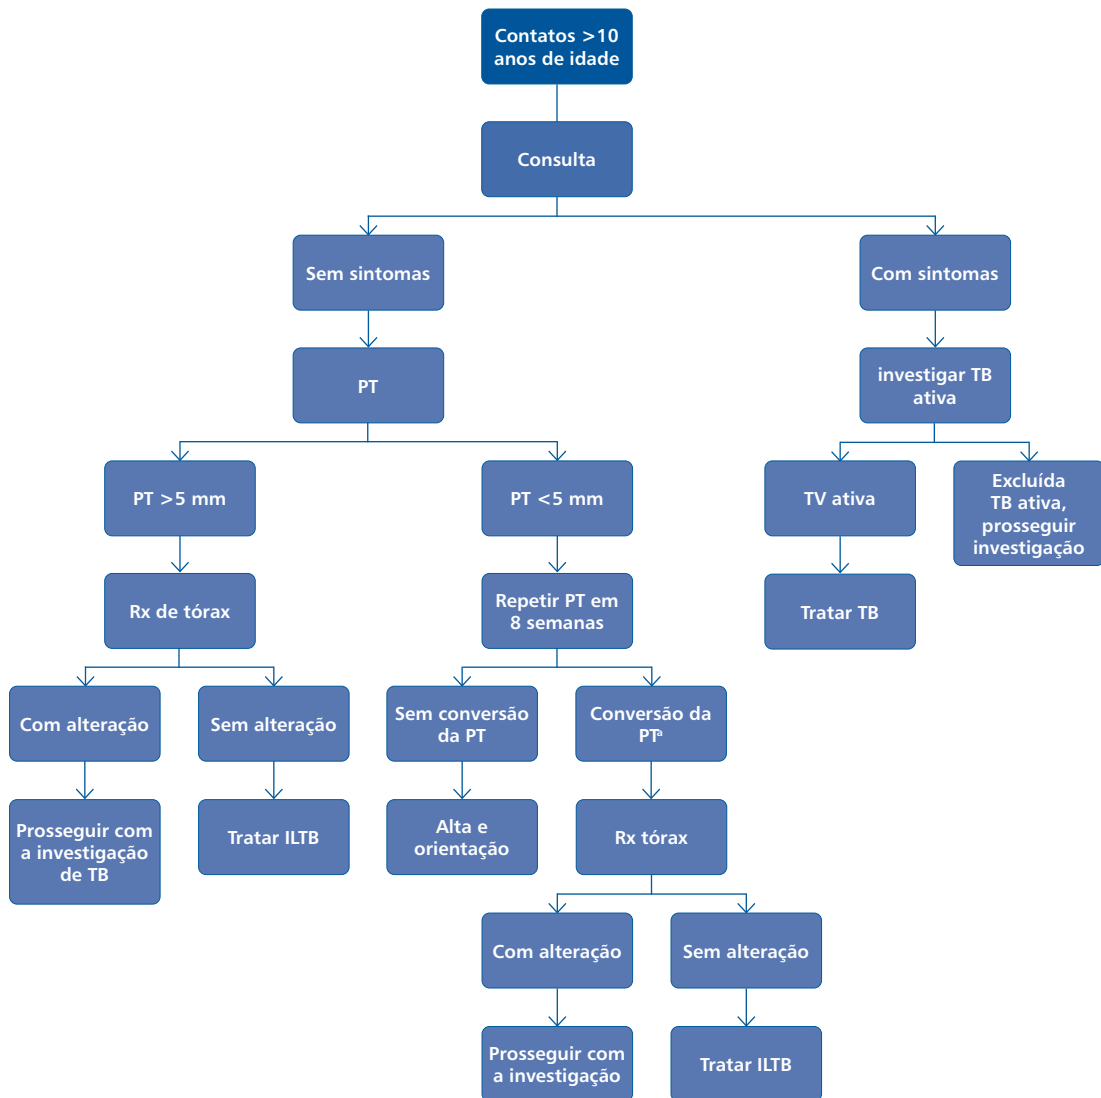 Contatos >10
anos de idade
Consulta
Sem sintomas
Com sintomas
PT
investigar TB
ativa
PT >5 mm
PT <5 mm
TV ativa
Excluída
TB ativa,
prosseguir
investigação
Rx de tórax
Repetir PT em
8 semanas
Tratar TB
Com alteração
Sem alteração
Sem conversão
da PT
Conversão da
PTª
Prosseguir com
a investigação
de TB
Tratar ILTB
Alta e
orientação
Rx tórax
Com alteração
Sem alteração
Prosseguir com
a investigação
Tratar ILTB